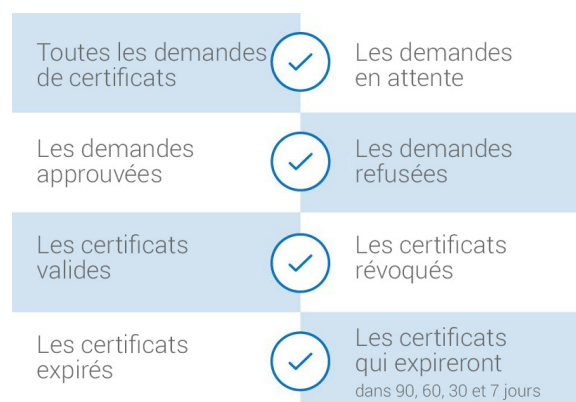 Toutes les demandes
de certificats
Les demandes
en attente
Les demandes
approuvées
Les demandes
refusées
Les certificats
valides
Les certificats
révoqués
Les certificats
expirés
Les certificats
qui expireront
dans 90, 60, 30 et 7 jours